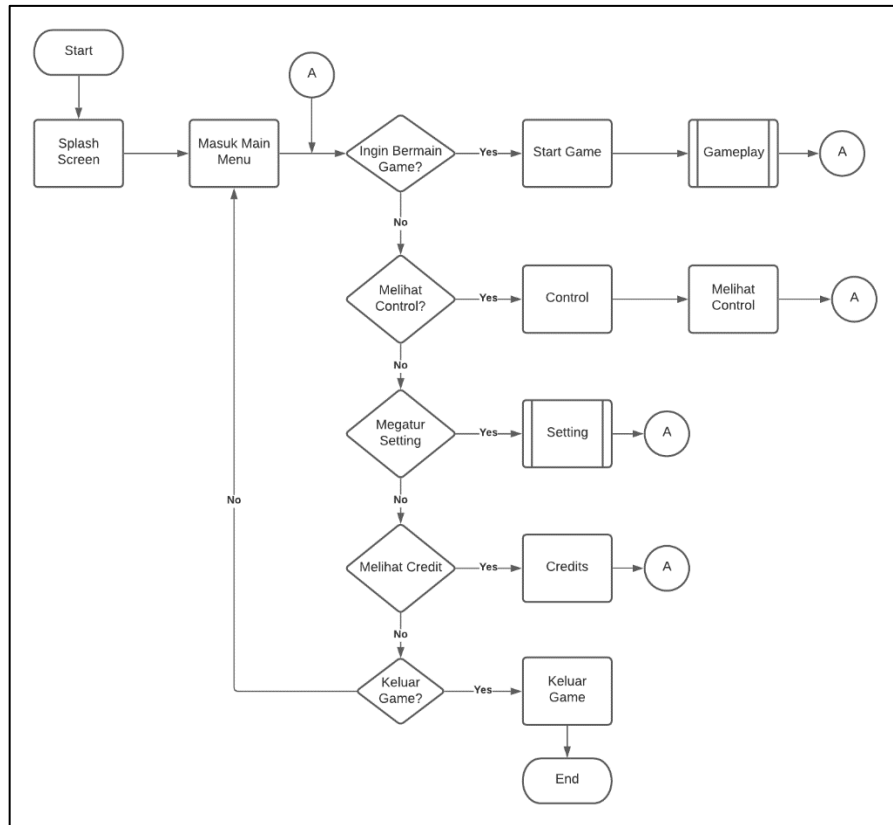 Start
A
Splash
Screen
Masuk Main
Menu
Ingin Bermain
Game?
Yes
Start Game
Gameplay
A
No
Melihat
Control?
Yes
Control
Melihat
Control
A
No
Megatur
Setting
Yes
Setting
A
No
No
Melihat Credit
Yes
Credits
A
No
Keluar
Game?
Yes
Keluar
Game
End